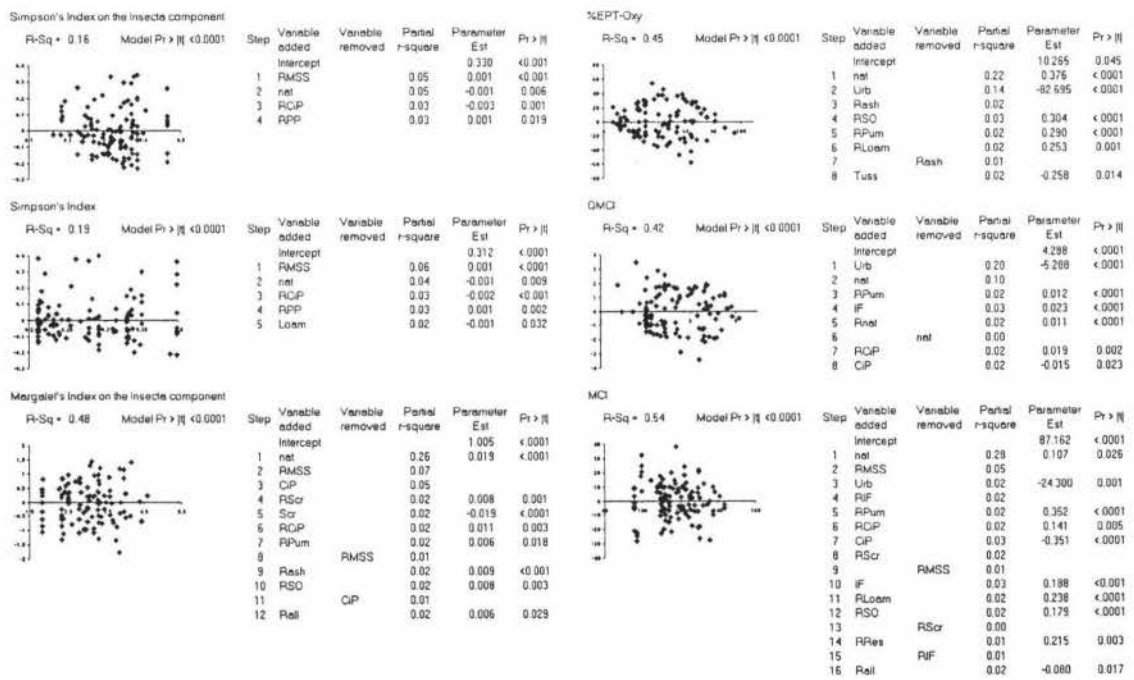 Simpson's Index on the Insecta component
R-Sq = 0.16 Model Pr > |t| <0.0001
Step Variable added Variable removed Partial r-square Parameter Est Pr > |t|
Intercept 0.330 <0.001
1 RMSS 0.05 0.001 <0.001
2 nat 0.05 -0.001 0.006
3 RCiP 0.03 -0.003 0.001
4 RPP 0.03 0.001 0.019
Simpson's Index
R-Sq = 0.19 Model Pr > |t| <0.0001
Step Variable added Variable removed Partial r-square Parameter Est Pr > |t|
Intercept 0.312 <.0001
1 RMSS 0.06 0.001 <.0001
2 nat 0.04 -0.001 0.009
3 RCiP 0.03 -0.002 <0.001
4 RPP 0.03 0.001 0.002
5 Loam 0.02 -0.001 0.032
Margalef's Index on the Insecta component
R-Sq = 0.48 Model Pr > |t| <0.0001
Step Variable added Variable removed Partial r-square Parameter Est Pr > |t|
Intercept 1.005 <.0001
1 nat 0.26 0.019 <.0001
2 RMSS 0.07
3 CiP 0.05
4 RScr 0.02 0.008 0.001
5 Scr 0.02 -0.019 <.0001
6 RCiP 0.02 0.011 0.003
7 RPum 0.02 0.006 0.018
8 RMSS 0.01
9 Rash 0.02 0.009 <0.001
10 RSO 0.02 0.008 0.003
11 CiP 0.01
12 Rall 0.02 0.006 0.029
%EPT-Oxy
R-Sq = 0.45 Model Pr > |t| <0.0001
Step Variable added Variable removed Partial r-square Parameter Est Pr > |t|
Intercept 10.265 0.045
1 nat 0.22 0.376 <.0001
2 Urb 0.14 -82.695 <.0001
3 Rash 0.02
4 RSO 0.03 0.304 <.0001
5 RPum 0.02 0.290 <.0001
6 RLoam 0.02 0.253 0.001
7 Rash 0.01
8 Tuss 0.02 -0.258 0.014
QMCI
R-Sq = 0.42 Model Pr > |t| <0.0001
Step Variable added Variable removed Partial r-square Parameter Est Pr > |t|
Intercept 4.288 <.0001
1 Urb 0.20 -5.288 <.0001
2 nat 0.10
3 RPum 0.02 0.012 <.0001
4 IF 0.03 0.023 <.0001
5 Rnat 0.02 0.011 <.0001
6 nat 0.00
7 RCiP 0.02 0.019 0.002
8 CiP 0.02 -0.015 0.023
MCI
R-Sq = 0.54 Model Pr > |t| <0.0001
Step Variable added Variable removed Partial r-square Parameter Est Pr > |t|
Intercept 87.162 <.0001
1 nat 0.28 0.107 0.026
2 RMSS 0.05
3 Urb 0.02 -24.300 0.001
4 RIF 0.02
5 RPum 0.02 0.352 <.0001
6 RCiP 0.02 0.141 0.005
7 CiP 0.03 -0.351 <.0001
8 RScr 0.02
9 RMSS 0.01
10 IF 0.03 0.188 <0.001
11 RLoam 0.02 0.238 <.0001
12 RSO 0.02 0.179 <.0001
13 RScr 0.00
14 RRes 0.01 0.215 0.003
15 RIF 0.01
16 Rall 0.02 -0.080 0.017